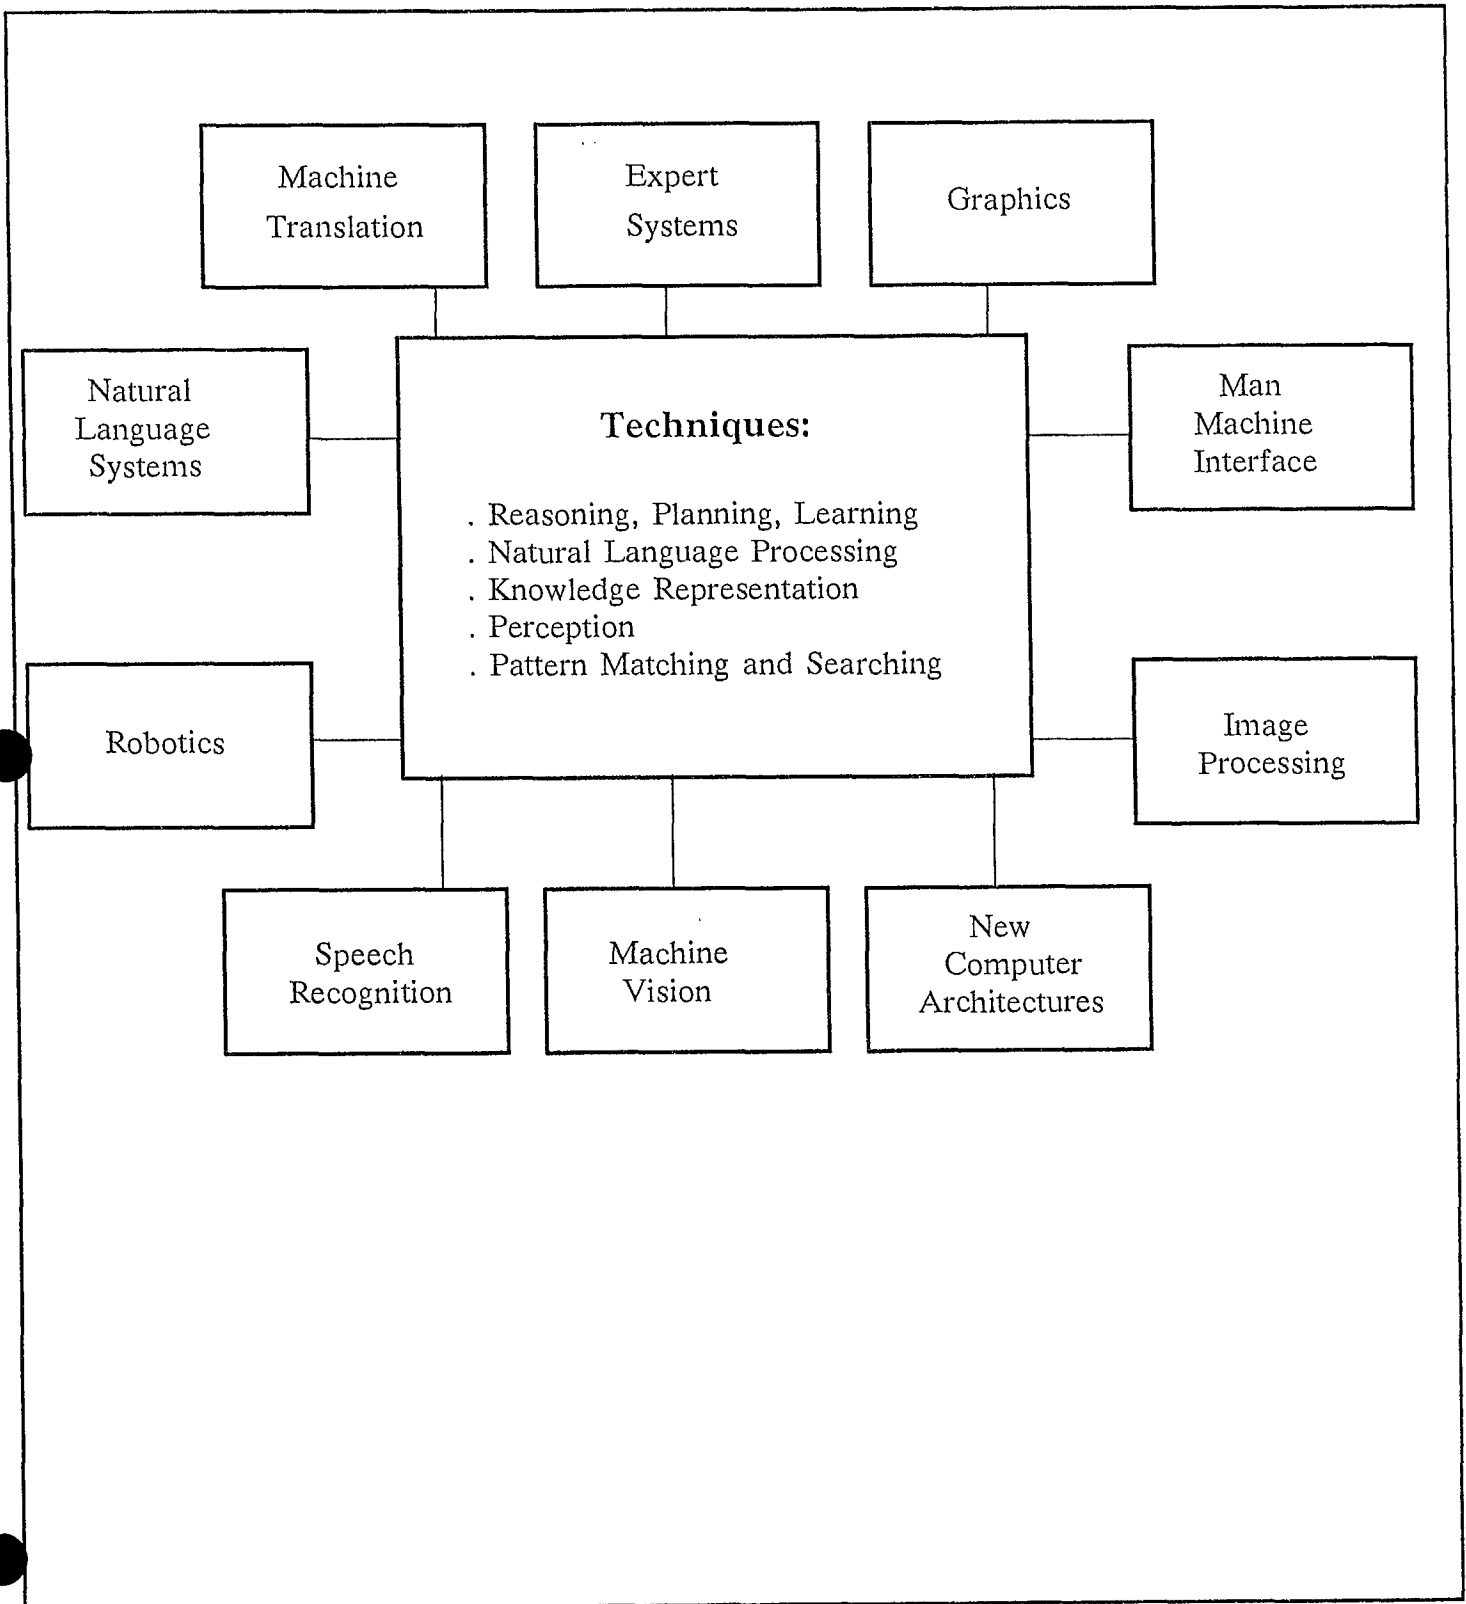 Machine
Translation
Expert
Systems
Graphics
Natural
Language
Systems
Techniques:
. Reasoning, Planning, Learning
. Natural Language Processing
. Knowledge Representation
. Perception
. Pattern Matching and Searching
Man
Machine
Interface
Robotics
Image
Processing
Speech
Recognition
Machine
Vision
New
Computer
Architectures